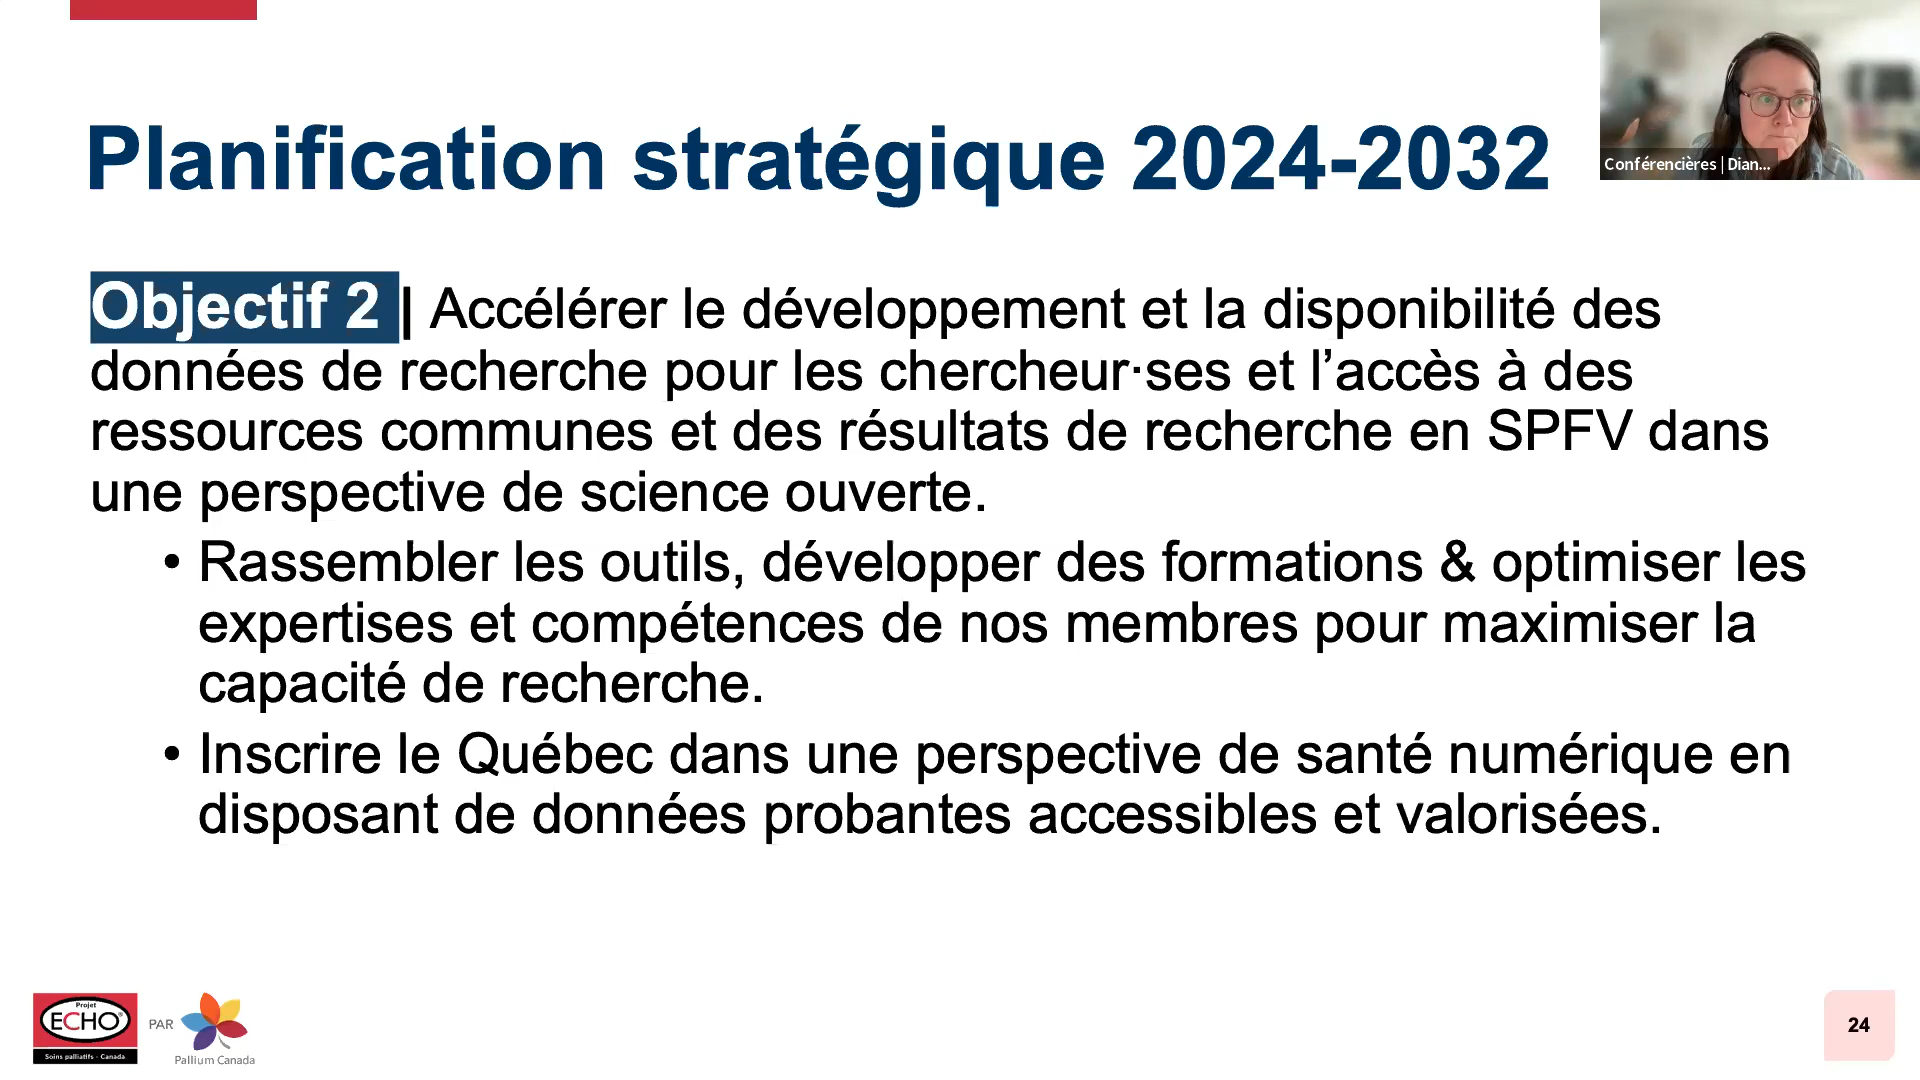 Planification stratégique 2024-2032
Conférencières | Dian...
Objectif 2 | Accélérer le développement et la disponibilité des
données de recherche pour les chercheur·ses et l’accès à des
ressources communes et des résultats de recherche en SPFV dans
une perspective de science ouverte.
• Rassembler les outils, développer des formations & optimiser les
expertises et compétences de nos membres pour maximiser la
capacité de recherche.
• Inscrire le Québec dans une perspective de santé numérique en
disposant de données probantes accessibles et valorisées.
Projet
ECHO®
Soins palliatifs - Canada
PAR
Pallium Canada
24